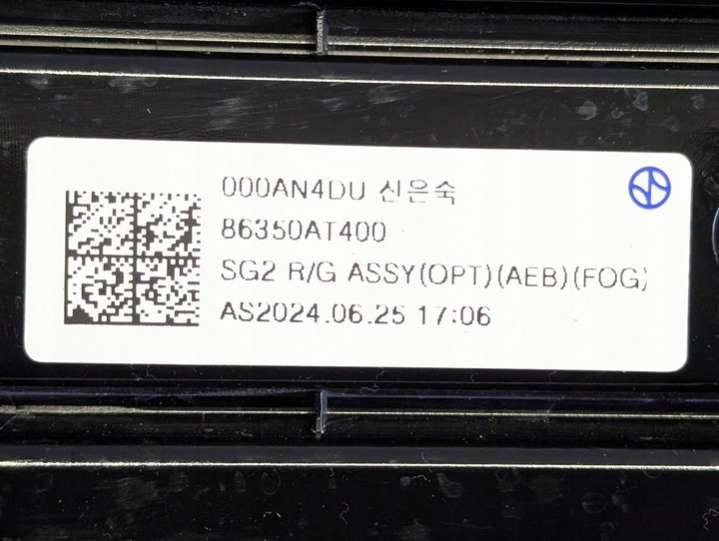 000AN4DU 신은숙
86350AT400
SG2 R/G ASSY(OPT)(AEB)(FOG)
AS2024.06.25 17:06